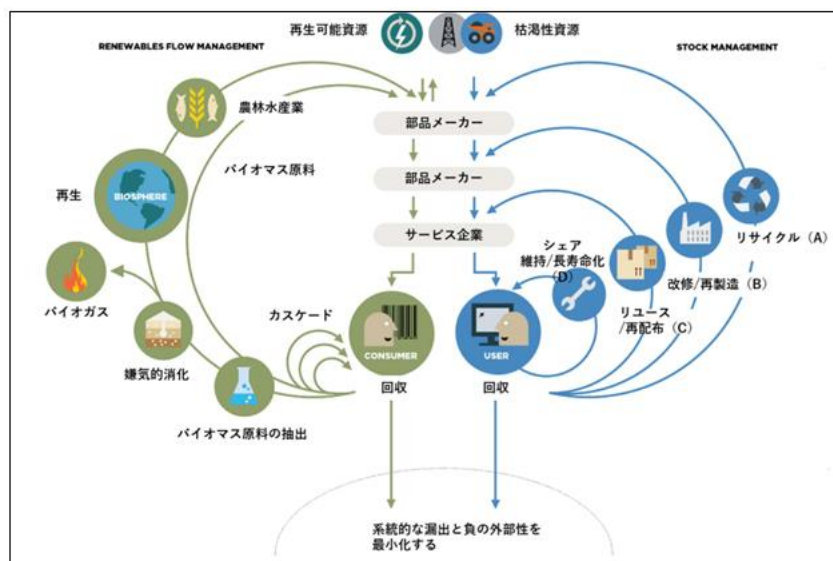 再生可能資源
枯渇性資源
RENEWABLES FLOW MANAGEMENT
STOCK MANAGEMENT
農林水産業
部品メーカー
バイオマス原料
再生
BIOSPHERE
部品メーカー
サービス企業
リサイクル（A）
シェア
維持/長寿命化
（D）
改修/再製造（B）
リユース
/再配布（C）
バイオガス
カスケード
CONSUMER
USER
嫌気的消化
回収
回収
バイオマス原料の抽出
系統的な漏出と負の外部性を
最小化する